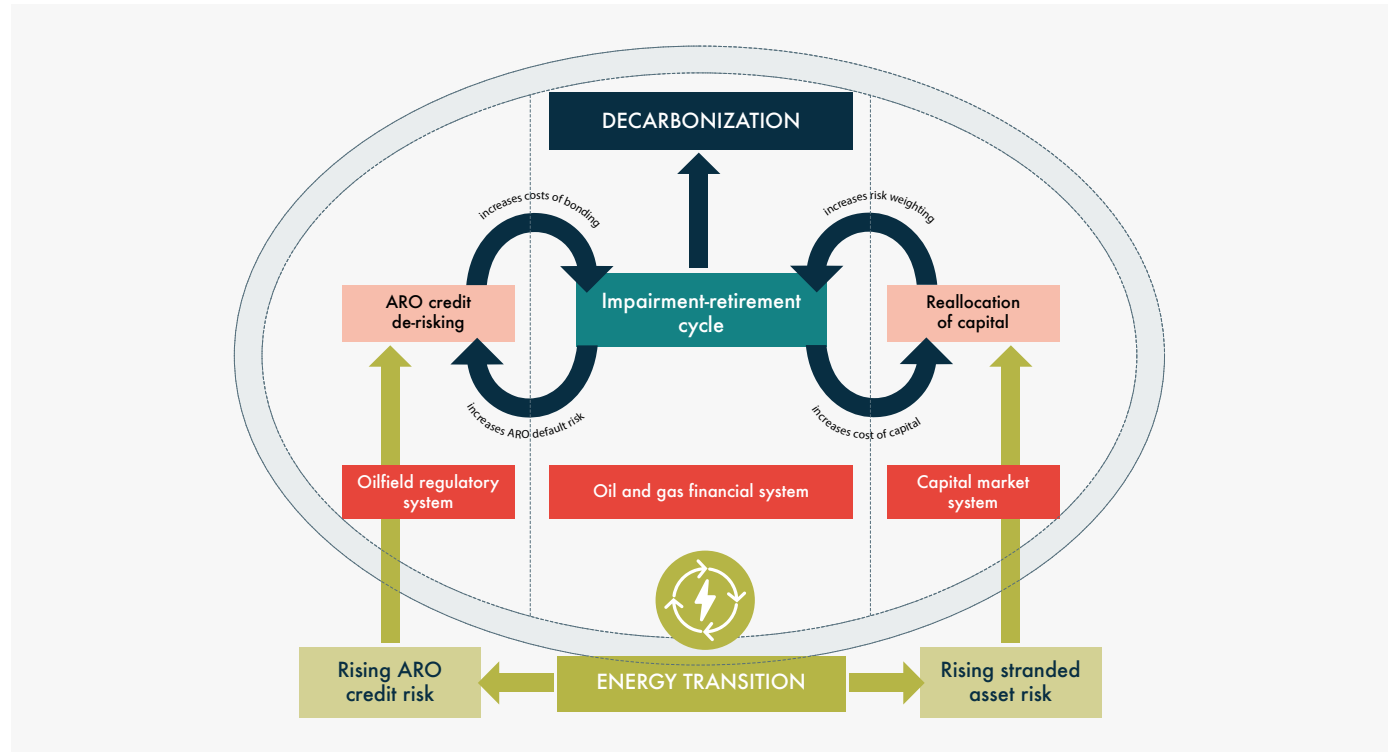 DECARBONIZATION
increases costs of bonding
increases risk weighting
ARO credit
de-risking
Impairment-retirement
cycle
Reallocation
of capital
increases ARO default risk
increases cost of capital
Oilfield regulatory
system
Oil and gas financial system
Capital market
system
Rising ARO
credit risk
ENERGY TRANSITION
Rising stranded
asset risk